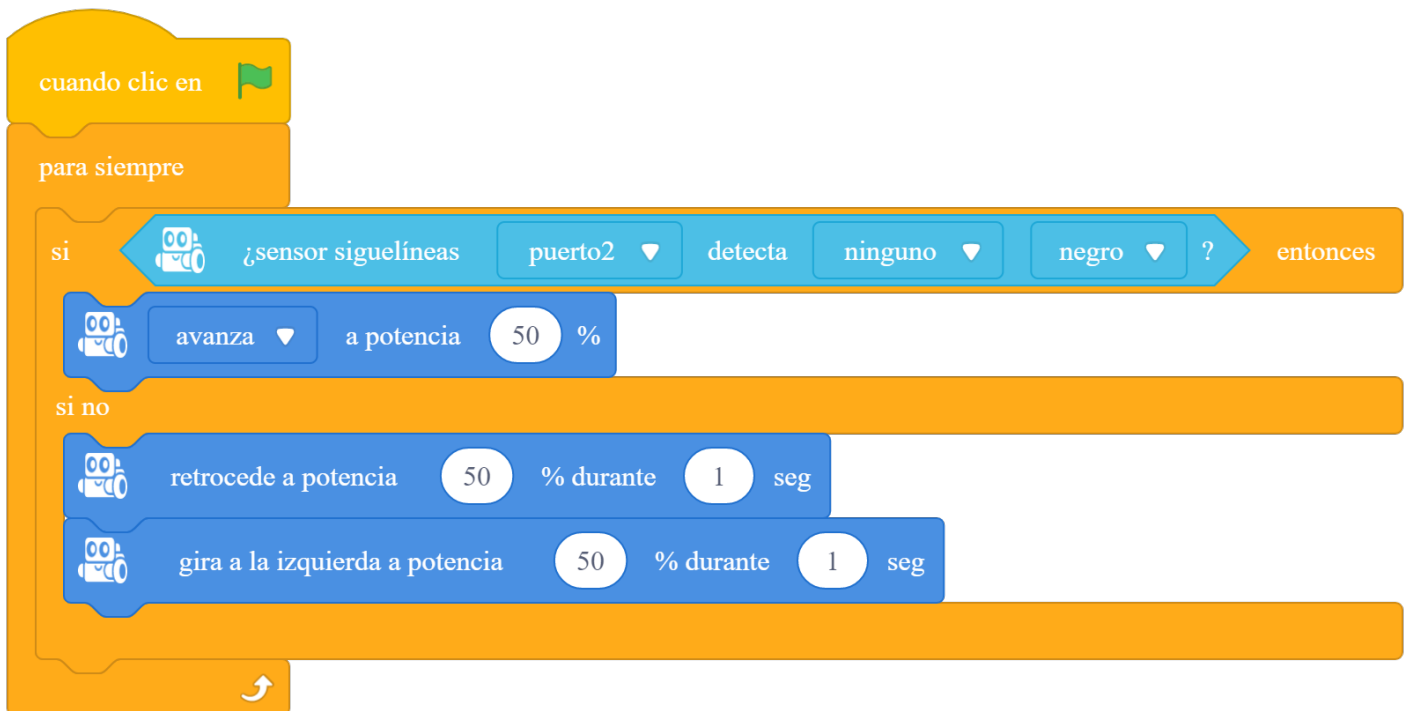 cuando clic en
para siempre
si ¿sensor siguelíneas puerto2 detecta ninguno negro ? entonces
avanza a potencia 50 %
si no
retrocede a potencia 50 % durante 1 seg
gira a la izquierda a potencia 50 % durante 1 seg